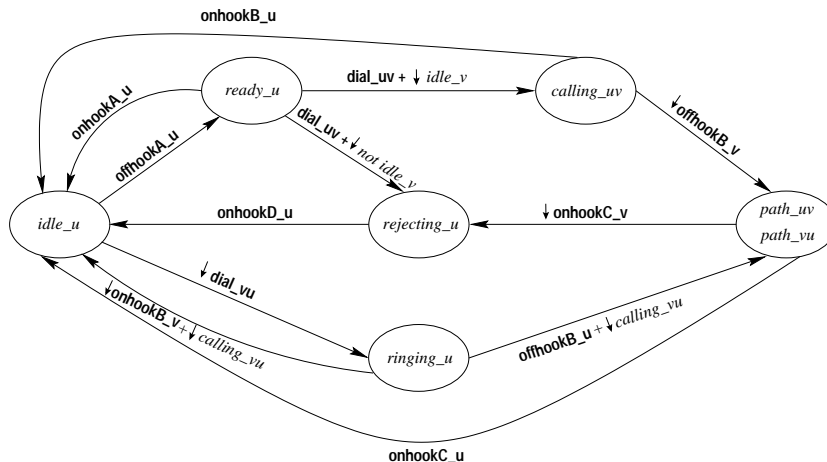 onhookB_u
onhookA_u
ready_u
dial_uv + ↓ idle_v
calling_uv
offhookA_u
dial_uv + ↓ not idle_v
↓ offhookB_v
idle_u
onhookD_u
rejecting_u
↓ onhookC_v
path_uv
path_vu
↓ dial_vu
↓ onhookB_v + ↓ calling_vu
ringing_u
offhookB_u + ↓ calling_vu
onhookC_u